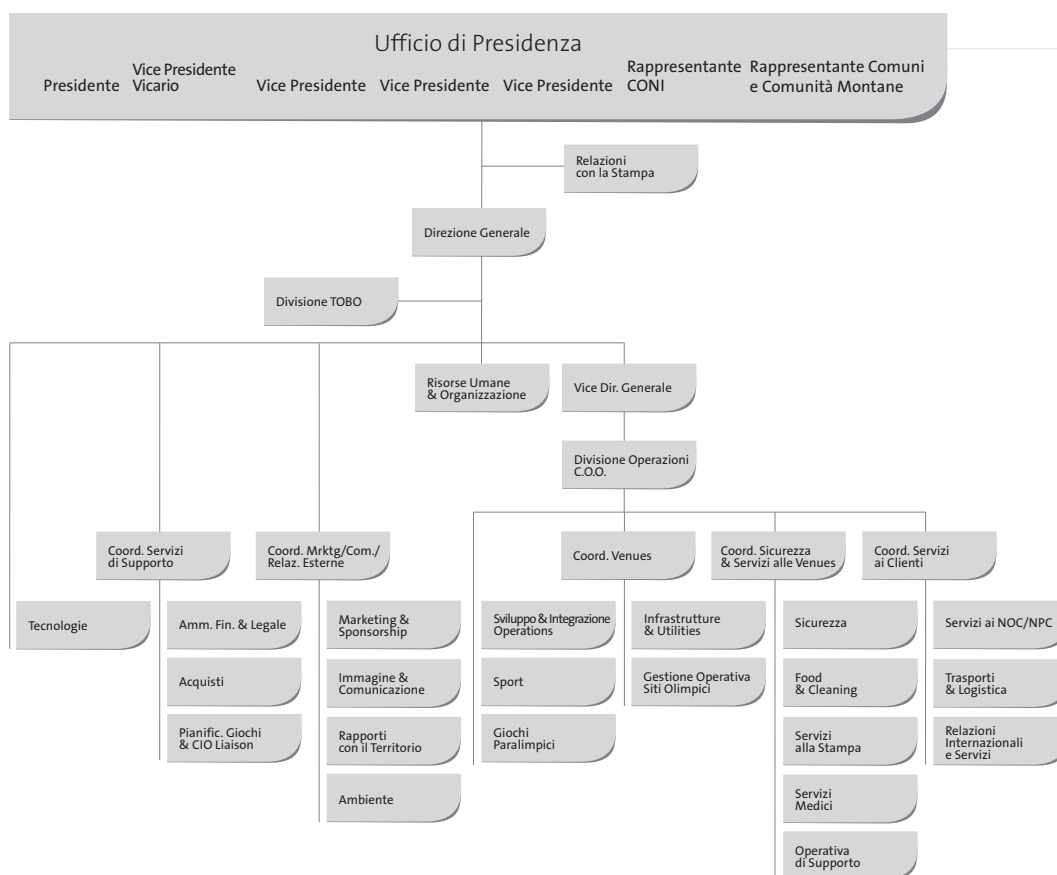 Ufficio di Presidenza
Presidente
Vice Presidente
Vicario
Vice Presidente
Vice Presidente
Vice Presidente
Rappresentante
CONI
Rappresentante Comuni
e Comunità Montane
Relazioni
con la Stampa
Direzione Generale
Divisione TOBO
Risorse Umane
& Organizzazione
Vice Dir. Generale
Divisione Operazioni
C.O.O.
Coord. Servizi
di Supporto
Coord. Mrktg/Com./
Relaz. Esterne
Coord. Venues
Coord. Sicurezza
& Servizi alle Venues
Coord. Servizi
ai Clienti
Tecnologie
Amm. Fin. & Legale
Acquisti
Pianific. Giochi
& CIO Liaison
Marketing &
Sponsorship
Immagine &
Comunicazione
Rapporti
con il Territorio
Ambiente
Sviluppo & Integrazione
Operations
Sport
Giochi
Paralimpici
Infrastrutture
& Utilities
Gestione Operativa
Siti Olimpici
Sicurezza
Food
& Cleaning
Servizi
alla Stampa
Servizi
Medici
Operativa
di Supporto
Servizi ai NOC/NPC
Trasporti
& Logistica
Relazioni
Internazionali
e Servizi